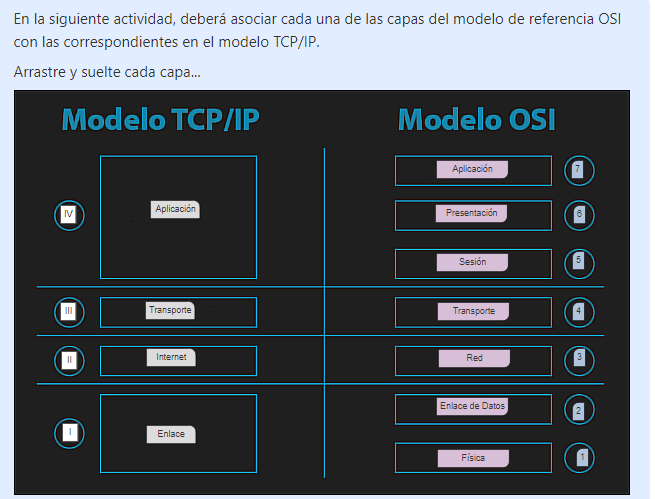 En la siguiente actividad, deberá asociar cada una de las capas del modelo de referencia OSI
con las correspondientes en el modelo TCP/IP.
Arrastre y suelte cada capa...
Modelo TCP/IP
Modelo OSI
IV
Aplicación
Aplicación
7
Presentación
6
Sesión
5
III
Transporte
Transporte
4
II
Internet
Red
3
I
Enlace
Enlace de Datos
2
Física
1